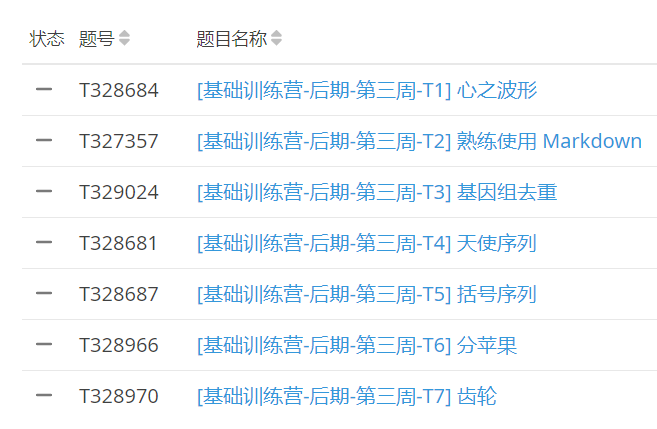 状态 题号 题目名称
T328684 [基础训练营-后期-第三周-T1] 心之波形
T327357 [基础训练营-后期-第三周-T2] 熟练使用 Markdown
T329024 [基础训练营-后期-第三周-T3] 基因组去重
T328681 [基础训练营-后期-第三周-T4] 天使序列
T328687 [基础训练营-后期-第三周-T5] 括号序列
T328966 [基础训练营-后期-第三周-T6] 分苹果
T328970 [基础训练营-后期-第三周-T7] 齿轮